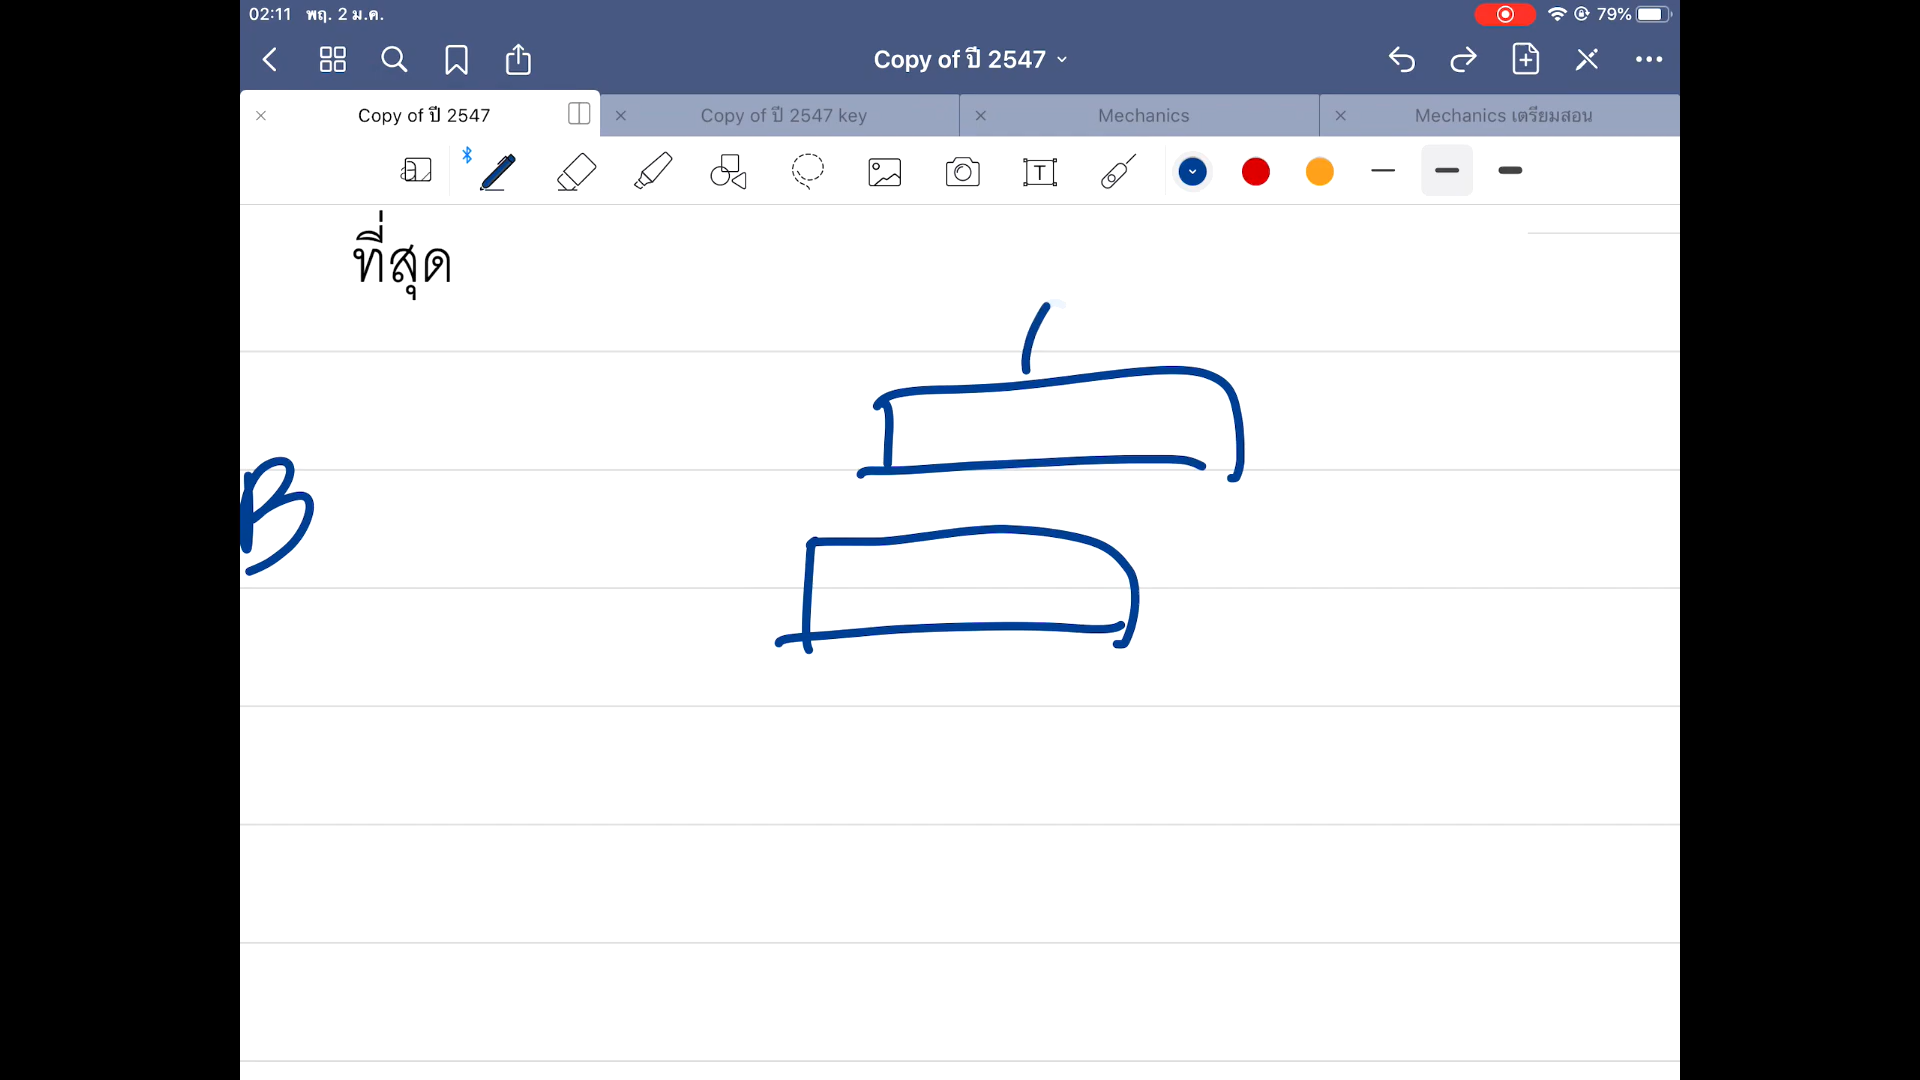 02:11 พฤ. 2 ม.ค. 79%
Copy of ปี 2547
Copy of ปี 2547 Copy of ปี 2547 key Mechanics Mechanics เตรียมสอน
ที่สุด
B